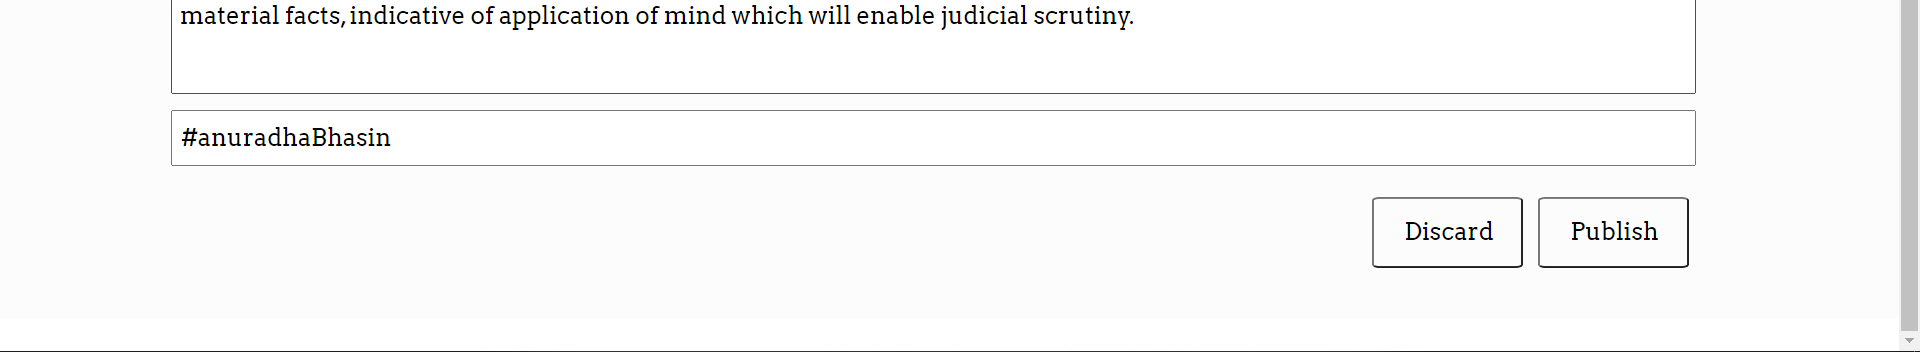 material facts, indicative of application of mind which will enable judicial scrutiny.
#anuradhaBhasin
Discard Publish